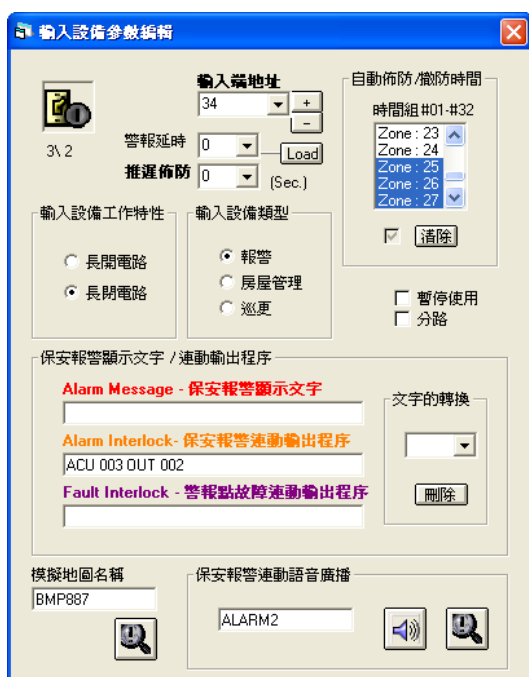 輸入設備參數編輯
3\ 2
輸入端地址
34
+
-
警報延時
0
Load
推遲佈防
0
(Sec.)
自動佈防/撤防時間
時間組#01-#32
Zone : 23
Zone : 24
Zone : 25
Zone : 26
Zone : 27
清除
輸入設備工作特性
長開電路
長閉電路
輸入設備類型
報警
房屋管理
巡更
暫停使用
分路
保安報警顯示文字 / 連動輸出程序
Alarm Message - 保安報警顯示文字
Alarm Interlock- 保安報警連動輸出程序
ACU 003 OUT 002
Fault Interlock - 警報點故障連動輸出程序
文字的轉換
刪除
模擬地圖名稱
BMP887
保安報警連動語音廣播
ALARM2